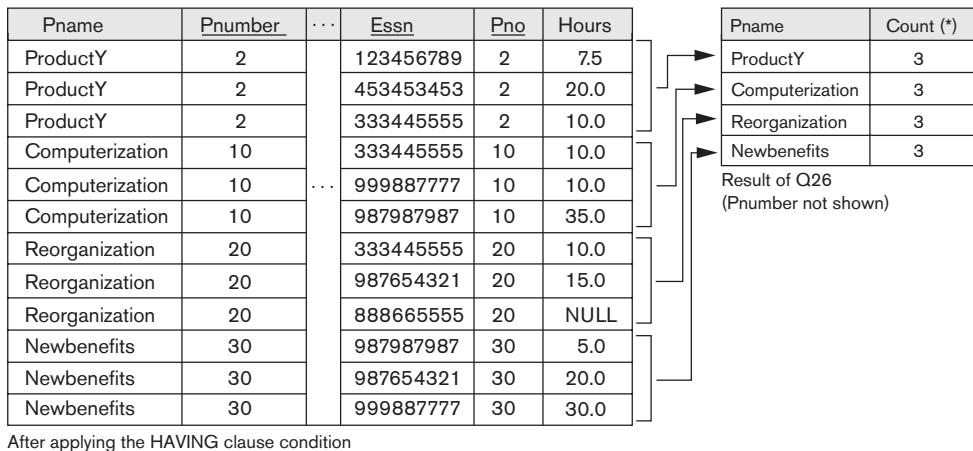 Pname Pnumber ... Essn Pno Hours
ProductY 2 123456789 2 7.5
ProductY 2 453453453 2 20.0
ProductY 2 333445555 2 10.0
Computerization 10 333445555 10 10.0
Computerization 10 ... 999887777 10 10.0
Computerization 10 987987987 10 35.0
Reorganization 20 333445555 20 10.0
Reorganization 20 987654321 20 15.0
Reorganization 20 888665555 20 NULL
Newbenefits 30 987987987 30 5.0
Newbenefits 30 987654321 30 20.0
Newbenefits 30 999887777 30 30.0
After applying the HAVING clause condition
Pname Count (*)
ProductY 3
Computerization 3
Reorganization 3
Newbenefits 3
Result of Q26
(Pnumber not shown)